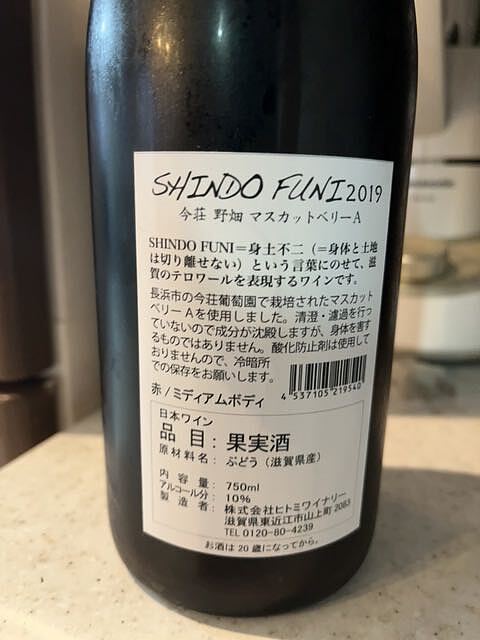 SHINDO FUNI 2019
今荘 野畑 マスカットベリーA
SHINDO FUNI＝身土不二（＝身体と土地
は切り離せない）という言葉にのせて、滋
賀のテロワールを表現するワインです。
長浜市の今荘葡萄園で栽培されたマスカット
ベリーAを使用しました。清澄・濾過を行っ
ていないので成分が沈殿しますが、身体を害す
るものではありません。酸化防止剤は使用して
おりませんので、冷暗所
での保存をお願いします。
4 537105 219540
赤/ミディアムボディ
日本ワイン
品目：果実酒
原材料名：ぶどう（滋賀県産）
内容量：750ml
アルコール分：10%
製造者：株式会社ヒトミワイナリー
滋賀県東近江市山上町2083
TEL 0120-80-4239
お酒は20歳になってから。